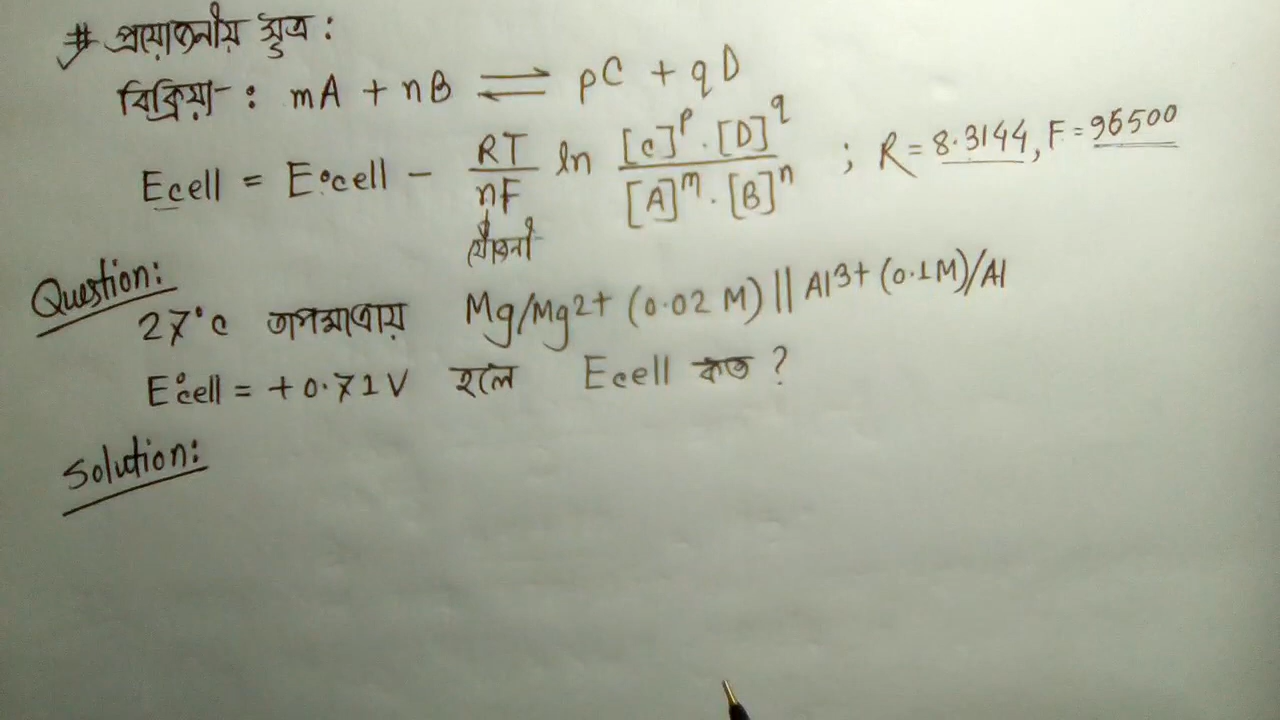 # প্রয়োজনীয় সুত্র :
বিক্রিয়া- : mA + nB ⇌ pC + qD
Ecell = E°cell - RT/nF ln [C]^p . [D]^q / [A]^m . [B]^n ; R = 8.3144, F = 96500
যোজনী
Question:
27°c তাপমাত্রায় Mg/Mg2+ (0.02 M) || Al3+ (0.1M)/Al
E°cell = +0.71V হলে Ecell কত ?
Solution: